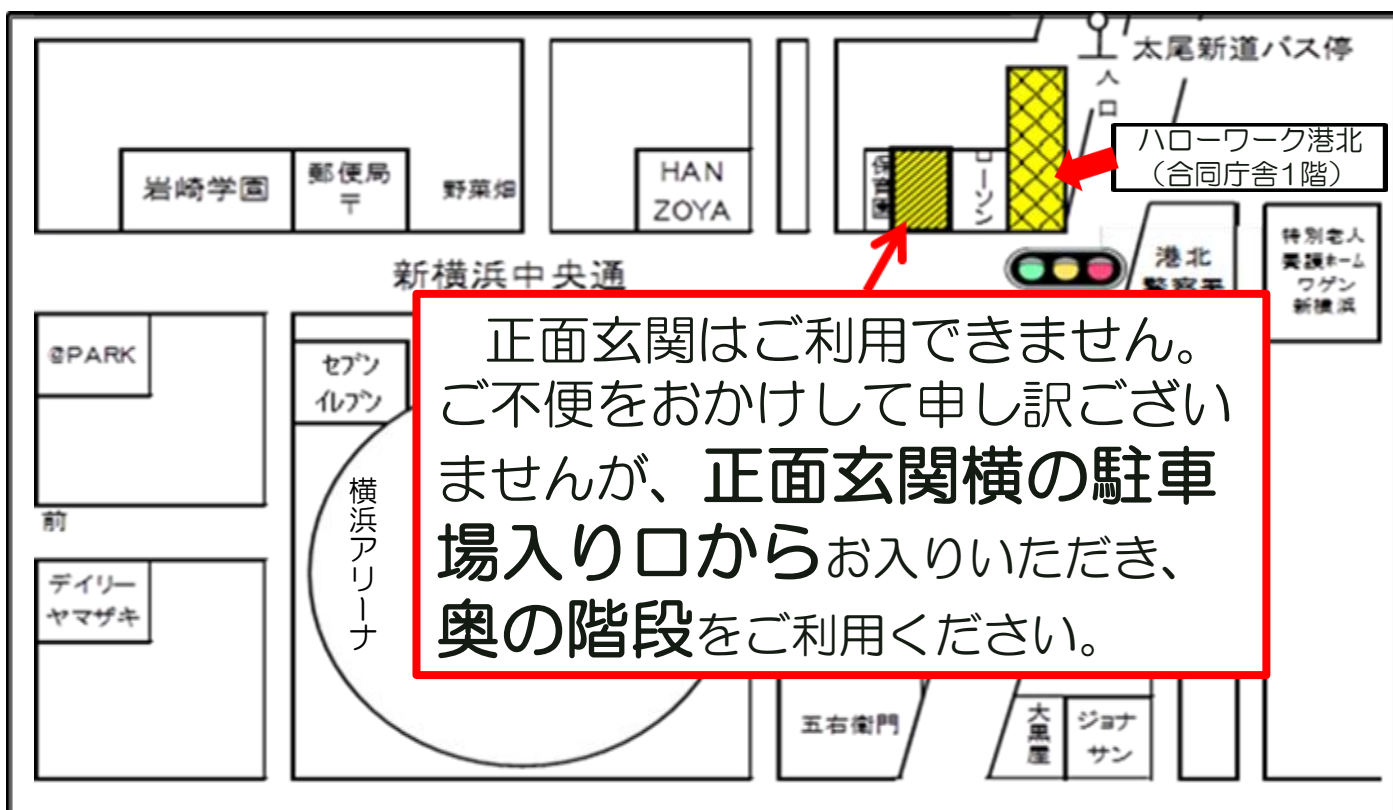 太尾新道バス停
入口
ハローワーク港北
（合同庁舎1階）
岩崎学園
郵便局
〒
野菜畑
HAN
ZOYA
保育園
ローソン
新横浜中央通
港北
警察署
特別老人
養護ホーム
ワゲン
新横浜
@PARK
セブン
イレブン
正面玄関はご利用できません。
ご不便をおかけして申し訳ござい
ませんが、正面玄関横の駐車
場入り口からお入りいただき、
奥の階段をご利用ください。
前
横浜アリーナ
デイリー
ヤマザキ
五右衛門
大黒屋
ジョナ
サン